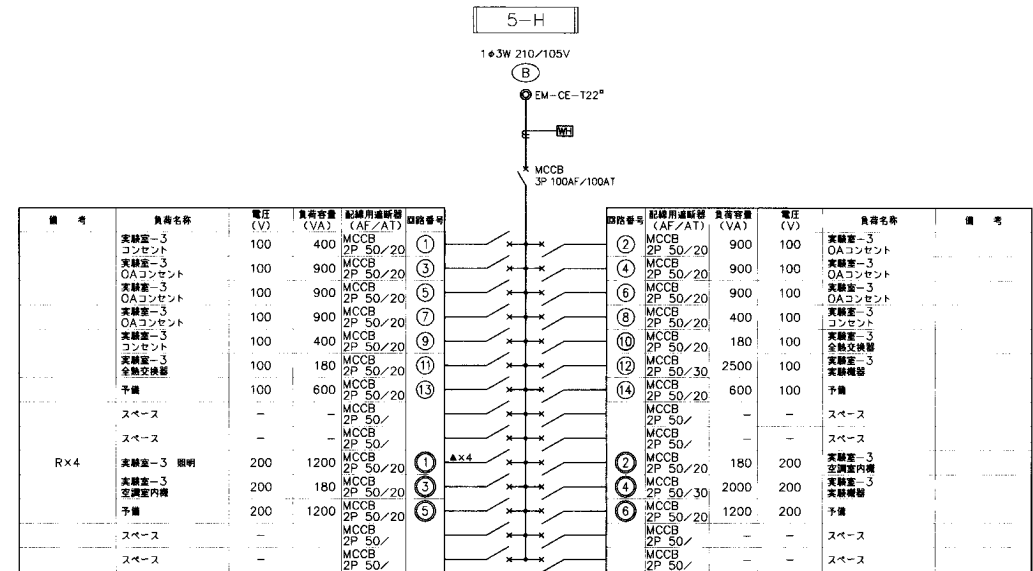 5-H
1φ3W 210/105V
B
EM-CE-T22°
WH
MCCB
3P 100AF/100AT
備 考 負荷名称 電圧(V) 負荷容量(VA) 配線用遮断器(AF/AT) 回路番号 回路番号 配線用遮断器(AF/AT) 負荷容量(VA) 電圧(V) 負荷名称 備 考
実験室-3 コンセント 100 400 MCCB 2P 50/20 ① ② MCCB 2P 50/20 900 100 実験室-3 OAコンセント
実験室-3 OAコンセント 100 900 MCCB 2P 50/20 ③ ④ MCCB 2P 50/20 900 100 実験室-3 OAコンセント
実験室-3 OAコンセント 100 900 MCCB 2P 50/20 ⑤ ⑥ MCCB 2P 50/20 900 100 実験室-3 OAコンセント
実験室-3 OAコンセント 100 900 MCCB 2P 50/20 ⑦ ⑧ MCCB 2P 50/20 400 100 実験室-3 コンセント
実験室-3 コンセント 100 400 MCCB 2P 50/20 ⑨ ⑩ MCCB 2P 50/20 180 100 実験室-3 全熱交換器
実験室-3 全熱交換器 100 180 MCCB 2P 50/20 ⑪ ⑫ MCCB 2P 50/30 2500 100 実験室-3 実験機器
予備 100 600 MCCB 2P 50/20 ⑬ ⑭ MCCB 2P 50/20 600 100 予備
スペース - - MCCB 2P 50/ MCCB 2P 50/ - - スペース
スペース - - MCCB 2P 50/ MCCB 2P 50/ - - スペース
R×4 実験室-3 照明 200 1200 MCCB 2P 50/20 ① ▲×4 ② MCCB 2P 50/20 180 200 実験室-3 空調室内機
実験室-3 空調室内機 200 180 MCCB 2P 50/20 ③ ④ MCCB 2P 50/30 2000 200 実験室-3 実験機器
予備 200 1200 MCCB 2P 50/20 ⑤ ⑥ MCCB 2P 50/20 1200 200 予備
スペース - MCCB 2P 50/ MCCB 2P 50/ - - スペース
スペース - MCCB 2P 50/ MCCB 2P 50/ - - スペース